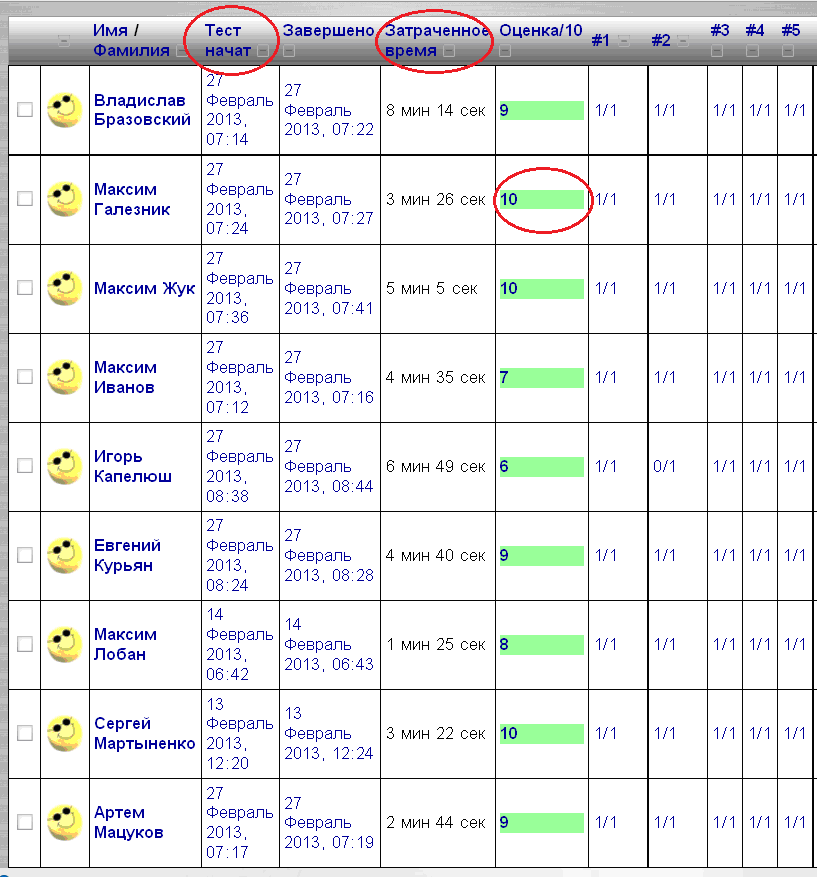 Имя / Фамилия Тест начат Завершено Затраченное время Оценка/10 #1 #2 #3 #4 #5
Владислав Бразовский 27 Февраль 2013, 07:14 27 Февраль 2013, 07:22 8 мин 14 сек 9 1/1 1/1 1/1 1/1 1/1
Максим Галезник 27 Февраль 2013, 07:24 27 Февраль 2013, 07:27 3 мин 26 сек 10 1/1 1/1 1/1 1/1 1/1
Максим Жук 27 Февраль 2013, 07:36 27 Февраль 2013, 07:41 5 мин 5 сек 10 1/1 1/1 1/1 1/1 1/1
Максим Иванов 27 Февраль 2013, 07:12 27 Февраль 2013, 07:16 4 мин 35 сек 7 1/1 1/1 1/1 1/1 1/1
Игорь Капелюш 27 Февраль 2013, 08:38 27 Февраль 2013, 08:44 6 мин 49 сек 6 1/1 0/1 1/1 1/1 1/1
Евгений Курьян 27 Февраль 2013, 08:24 27 Февраль 2013, 08:28 4 мин 40 сек 9 1/1 1/1 1/1 1/1 1/1
Максим Лобан 14 Февраль 2013, 06:42 14 Февраль 2013, 06:43 1 мин 25 сек 8 1/1 1/1 1/1 1/1 1/1
Сергей Мартыненко 13 Февраль 2013, 12:20 13 Февраль 2013, 12:24 3 мин 22 сек 10 1/1 1/1 1/1 1/1 1/1
Артем Мацуков 27 Февраль 2013, 07:17 27 Февраль 2013, 07:19 2 мин 44 сек 9 1/1 1/1 1/1 1/1 1/1